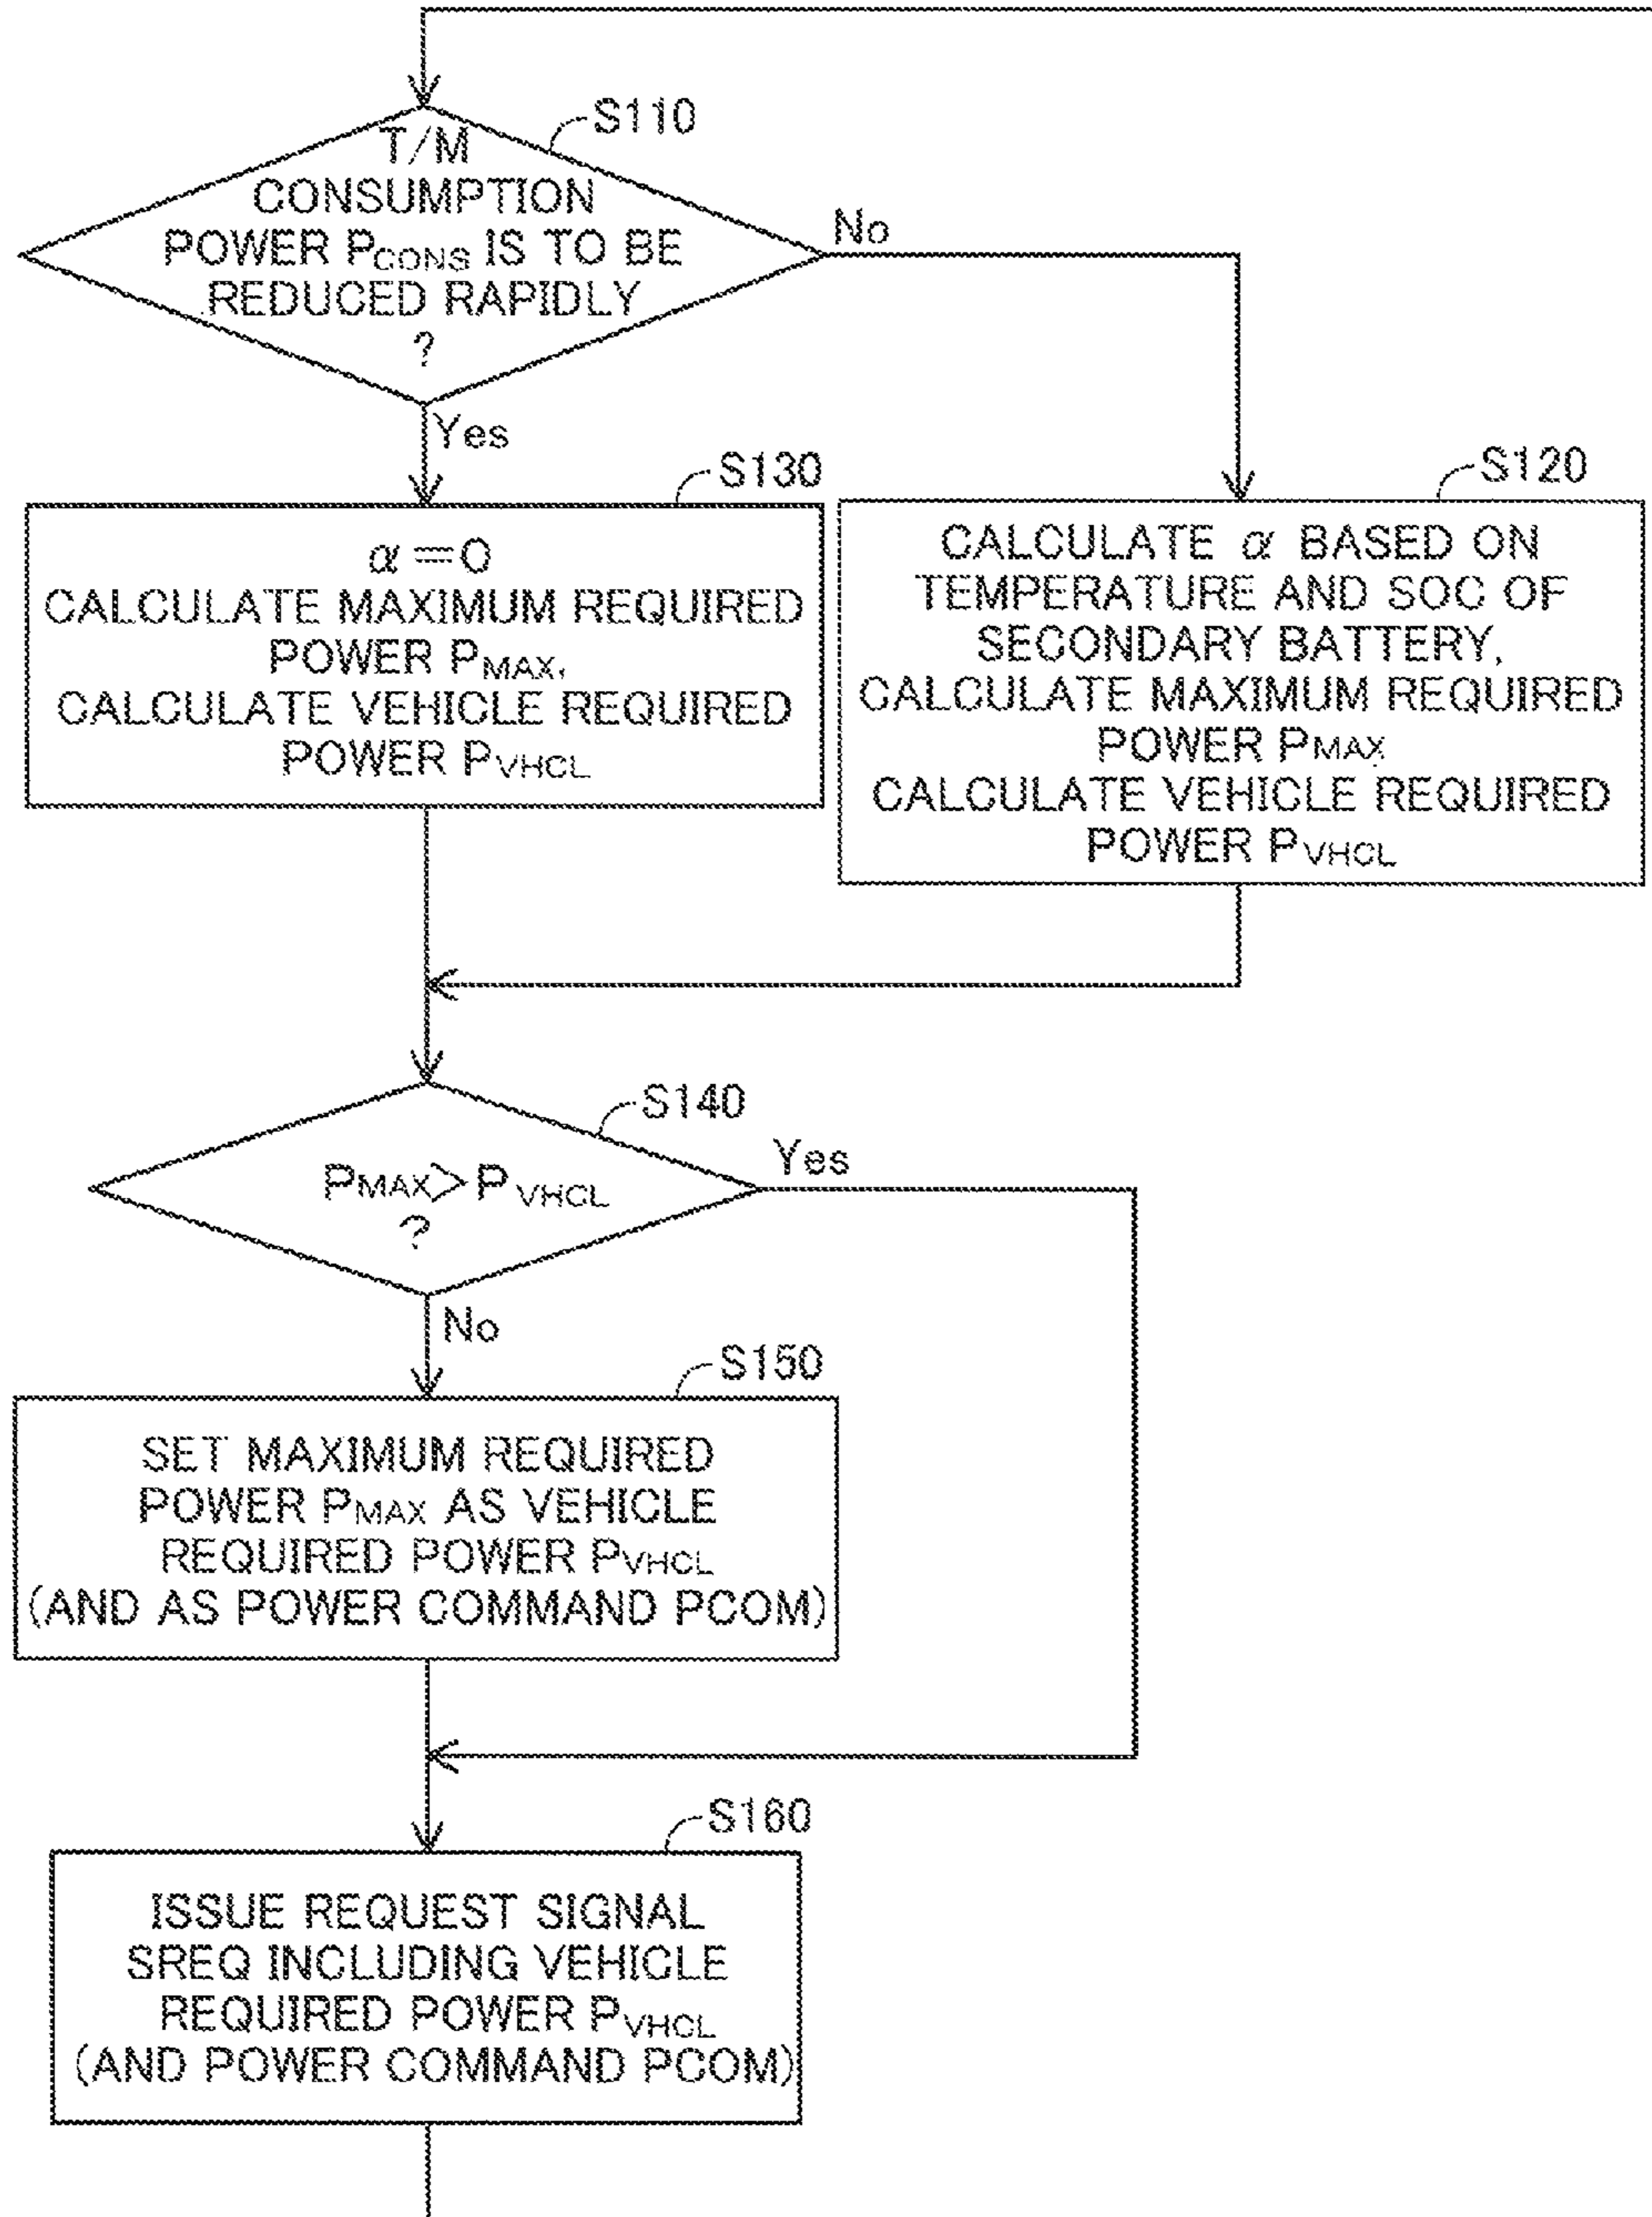 S110
T/M
CONSUMPTION
POWER PCONS IS TO BE
REDUCED RAPIDLY
?
No
Yes
S130
α=0
CALCULATE MAXIMUM REQUIRED
POWER PMAX,
CALCULATE VEHICLE REQUIRED
POWER PVHCL
S120
CALCULATE α BASED ON
TEMPERATURE AND SOC OF
SECONDARY BATTERY,
CALCULATE MAXIMUM REQUIRED
POWER PMAX
CALCULATE VEHICLE REQUIRED
POWER PVHCL
S140
PMAX>PVHCL
?
Yes
No
S150
SET MAXIMUM REQUIRED
POWER PMAX AS VEHICLE
REQUIRED POWER PVHCL
(AND AS POWER COMMAND PCOM)
S160
ISSUE REQUEST SIGNAL
SREQ INCLUDING VEHICLE
REQUIRED POWER PVHCL
(AND POWER COMMAND PCOM)